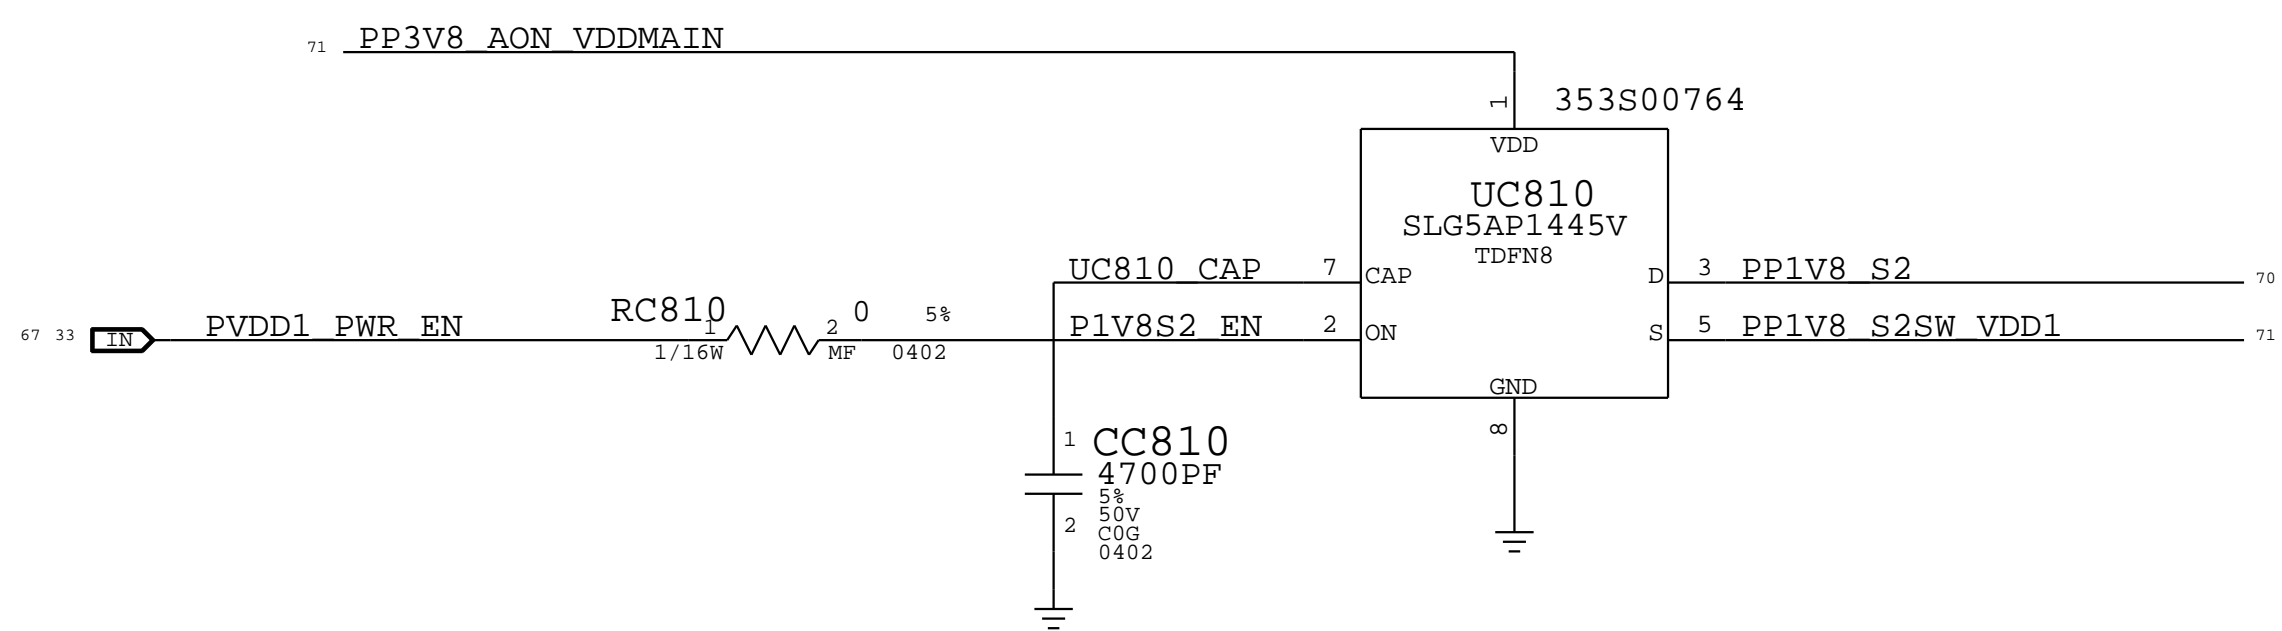 71 PP3V8_AON_VDDMAIN
1 353S00764
VDD
UC810
SLG5AP1445V
TDFN8
UC810_CAP 7 CAP D 3 PP1V8_S2 70
67 33 IN PVDD1_PWR_EN RC810 1 2 0 5% P1V8S2_EN 2 ON S 5 PP1V8_S2SW_VDD1 71
1/16W MF 0402
GND
8
1 CC810
4700PF
5%
50V
2 C0G
0402